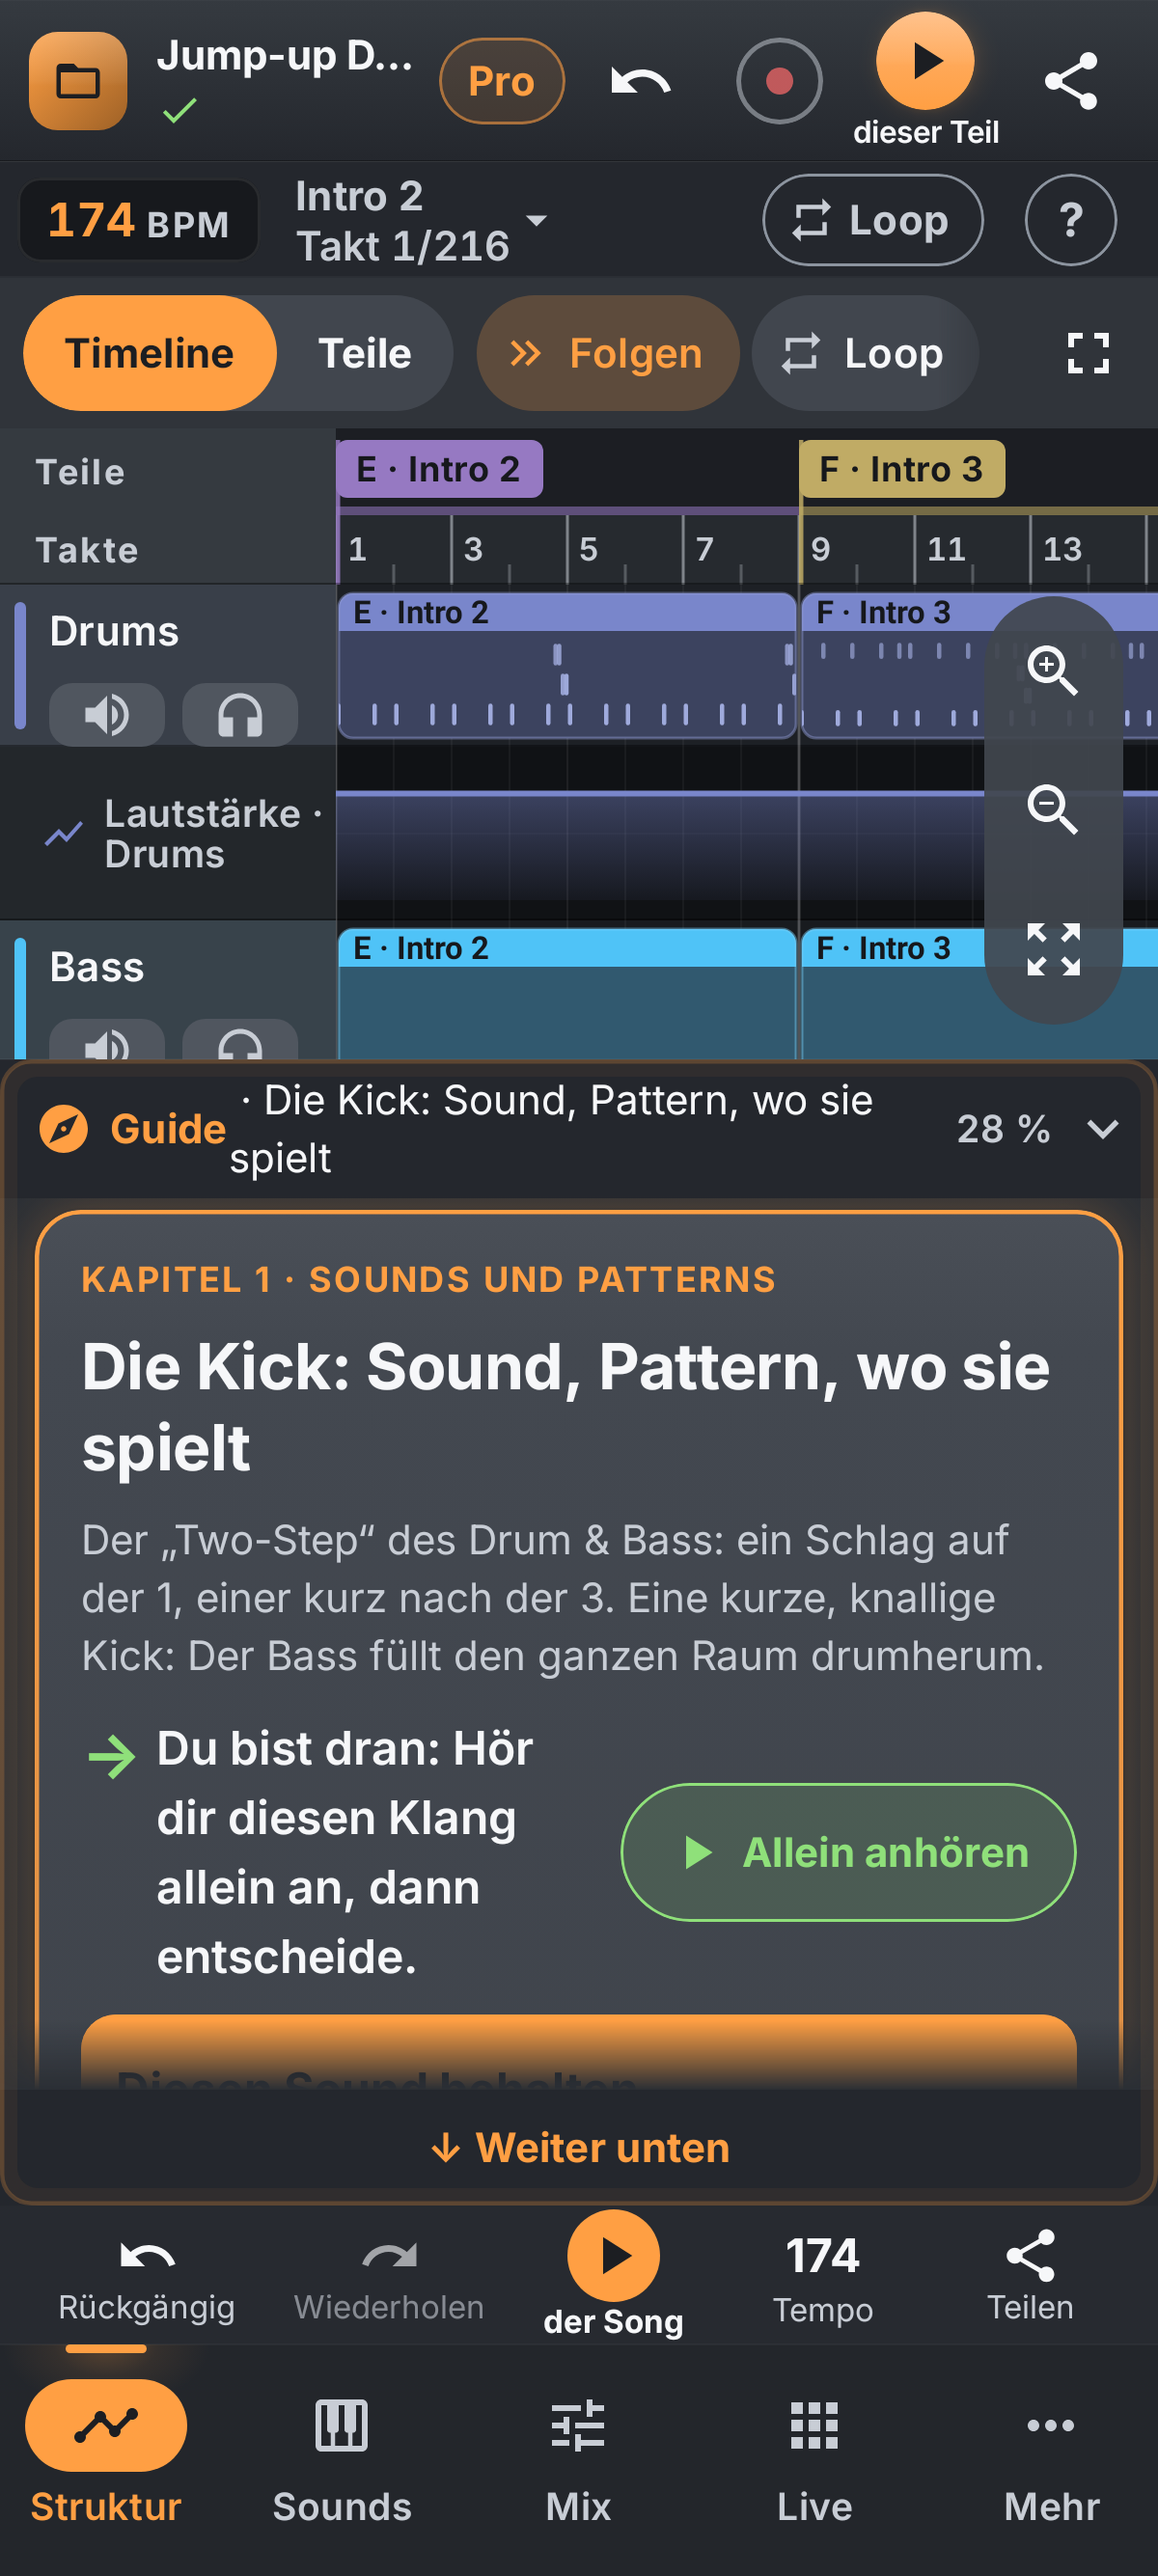 Jump-up D...
Pro
dieser Teil
174 BPM
Intro 2
Takt 1/216
Loop
?
Timeline
Teile
Folgen
Loop
Teile
E · Intro 2
F · Intro 3
Takte
1 3 5 7 9 11 13
Drums
E · Intro 2
F · Intro 3
Lautstärke ·
Drums
Bass
E · Intro 2
F · Intro 3
Guide · Die Kick: Sound, Pattern, wo sie
spielt
28 %
KAPITEL 1 · SOUNDS UND PATTERNS
Die Kick: Sound, Pattern, wo sie
spielt
Der „Two-Step“ des Drum & Bass: ein Schlag auf
der 1, einer kurz nach der 3. Eine kurze, knallige
Kick: Der Bass füllt den ganzen Raum drumherum.
Du bist dran: Hör
dir diesen Klang
allein an, dann
entscheide.
Allein anhören
Diesen Sound behalten
↓ Weiter unten
Rückgängig
Wiederholen
der Song
174
Tempo
Teilen
Struktur
Sounds
Mix
Live
Mehr